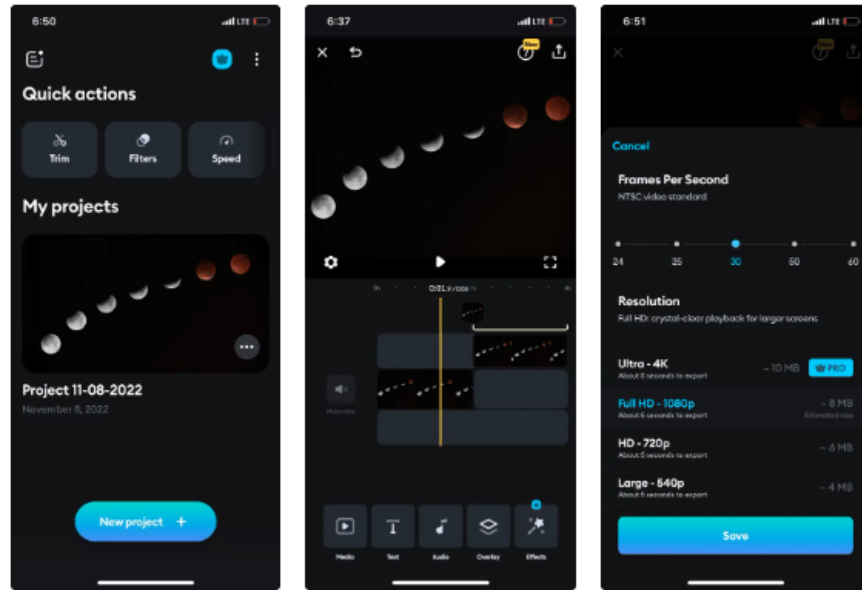 6:50
LTE
Quick actions
Trim
Filters
Speed
My projects
Project 11-08-2022
November 8, 2022
New project +
6:37
LTE
New
?
Media
Text
Audio
Overlay
Effects
6:51
LTE
Cancel
Frames Per Second
NTSC video standard
24
25
30
50
60
Resolution
Full HD: crystal-clear playback for larger screens
Ultra - 4K
~ 10 MB
PRO
About 6 seconds to export
Full HD - 1080p
~ 8 MB
About 5 seconds to export
Estimated size
HD - 720p
~ 6 MB
About 5 seconds to export
Large - 540p
~ 4 MB
About 5 seconds to export
Save